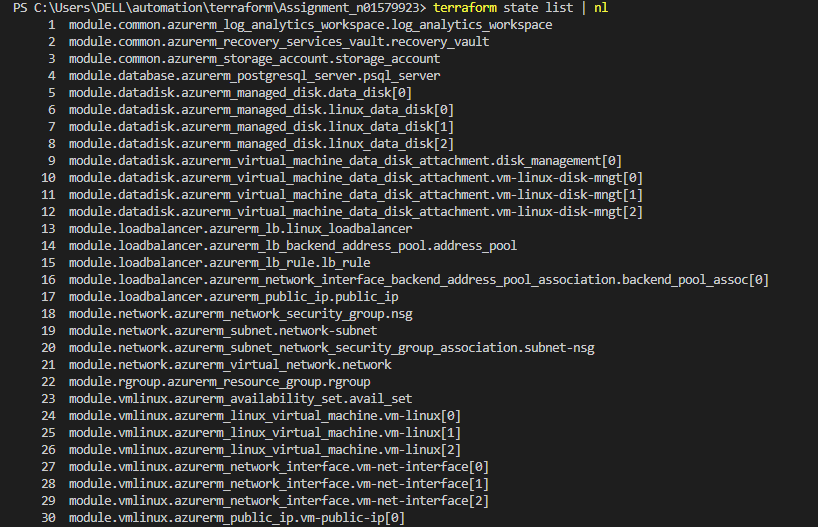 PS C:\Users\DELL\automation\terraform\Assignment_n01579923> terraform state list | nl
1 module.common.azurerm_log_analytics_workspace.log_analytics_workspace
2 module.common.azurerm_recovery_services_vault.recovery_vault
3 module.common.azurerm_storage_account.storage_account
4 module.database.azurerm_postgresql_server.psql_server
5 module.datadisk.azurerm_managed_disk.data_disk[0]
6 module.datadisk.azurerm_managed_disk.linux_data_disk[0]
7 module.datadisk.azurerm_managed_disk.linux_data_disk[1]
8 module.datadisk.azurerm_managed_disk.linux_data_disk[2]
9 module.datadisk.azurerm_virtual_machine_data_disk_attachment.disk_management[0]
10 module.datadisk.azurerm_virtual_machine_data_disk_attachment.vm-linux-disk-mngt[0]
11 module.datadisk.azurerm_virtual_machine_data_disk_attachment.vm-linux-disk-mngt[1]
12 module.datadisk.azurerm_virtual_machine_data_disk_attachment.vm-linux-disk-mngt[2]
13 module.loadbalancer.azurerm_lb.linux_loadbalancer
14 module.loadbalancer.azurerm_lb_backend_address_pool.address_pool
15 module.loadbalancer.azurerm_lb_rule.lb_rule
16 module.loadbalancer.azurerm_network_interface_backend_address_pool_association.backend_pool_assoc[0]
17 module.loadbalancer.azurerm_public_ip.public_ip
18 module.network.azurerm_network_security_group.nsg
19 module.network.azurerm_subnet.network-subnet
20 module.network.azurerm_subnet_network_security_group_association.subnet-nsg
21 module.network.azurerm_virtual_network.network
22 module.rgroup.azurerm_resource_group.rgroup
23 module.vmlinux.azurerm_availability_set.avail_set
24 module.vmlinux.azurerm_linux_virtual_machine.vm-linux[0]
25 module.vmlinux.azurerm_linux_virtual_machine.vm-linux[1]
26 module.vmlinux.azurerm_linux_virtual_machine.vm-linux[2]
27 module.vmlinux.azurerm_network_interface.vm-net-interface[0]
28 module.vmlinux.azurerm_network_interface.vm-net-interface[1]
29 module.vmlinux.azurerm_network_interface.vm-net-interface[2]
30 module.vmlinux.azurerm_public_ip.vm-public-ip[0]